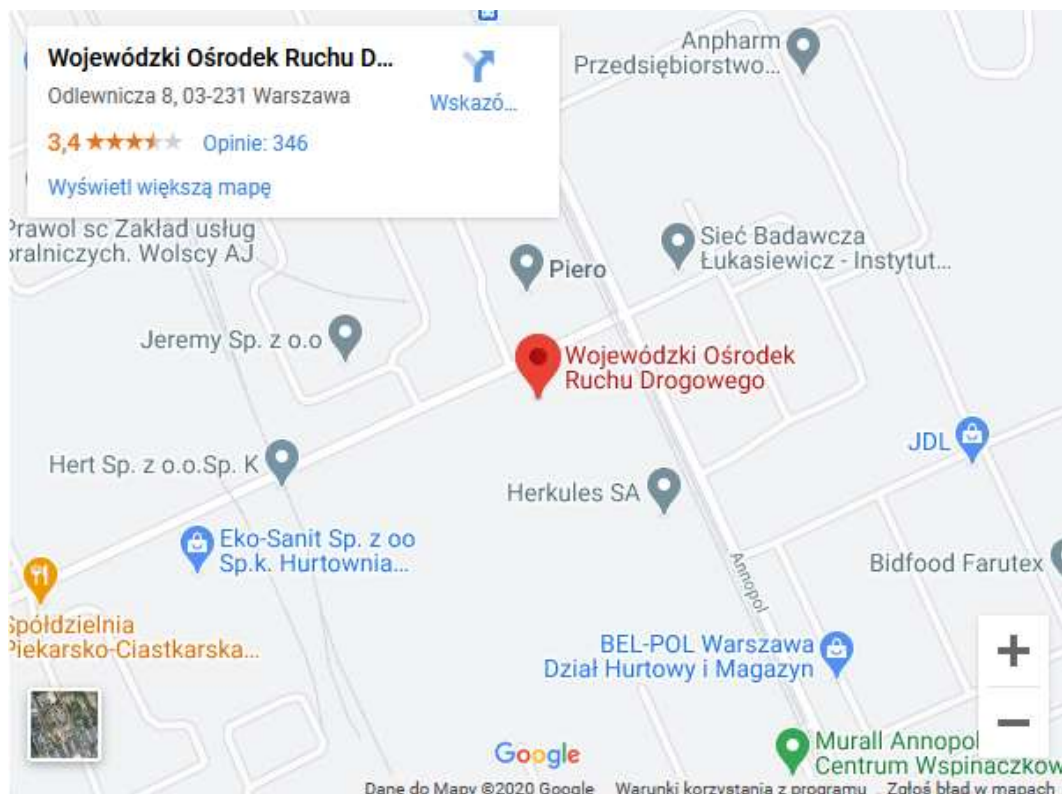 Wojewódzki Ośrodek Ruchu D...
Odlewnicza 8, 03-231 Warszawa
3,4
Opinie: 346
Wyświetl większą mapę
Wskazó...
Anpharm
Przedsiębiorstwo...
Prawol sc Zakład usług
pralniczych. Wolscy AJ
Sieć Badawcza
Łukasiewicz - Instytut...
Piero
Jeremy Sp. z o.o
Wojewódzki Ośrodek
Ruchu Drogowego
JDL
Hert Sp. z o.o.Sp. K
Herkules SA
Eko-Sanit Sp. z oo
Sp.k. Hurtownia...
Annopol
Bidfood Farutex
Spółdzielnia
Piekarsko-Ciastkarska...
BEL-POL Warszawa
Dział Hurtowy i Magazyn
+
−
Murall Annopol
Centrum Wspinaczkow
Google
Dane do Mapy ©2020 Google
Warunki korzystania z programu
Zgłoś błąd w mapach